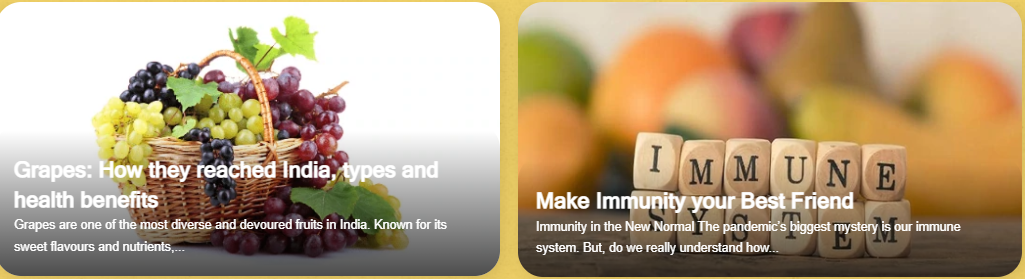 Grapes: How they reached India, types and
health benefits
Grapes are one of the most diverse and devoured fruits in India. Known for its
sweet flavours and nutrients,...
IMMUNE
SYSTEM
Make Immunity your Best Friend
Immunity in the New Normal The pandemic's biggest mystery is our immune
system. But, do we really understand how...